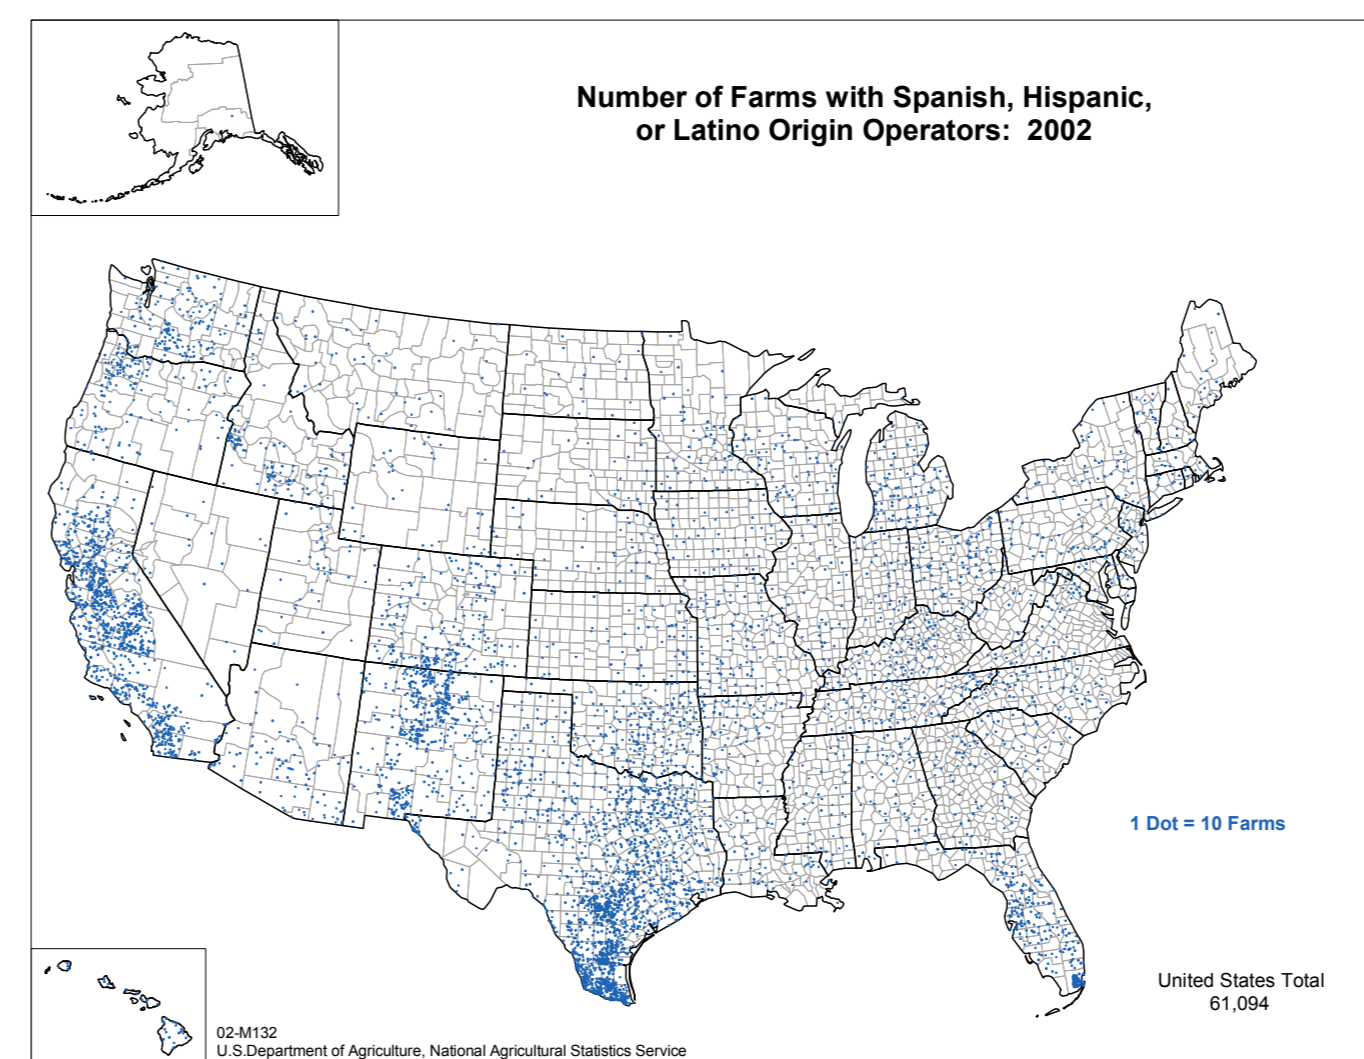 Number of Farms with Spanish, Hispanic,
or Latino Origin Operators: 2002
1 Dot = 10 Farms
United States Total
61,094
02-M132
U.S.Department of Agriculture, National Agricultural Statistics Service